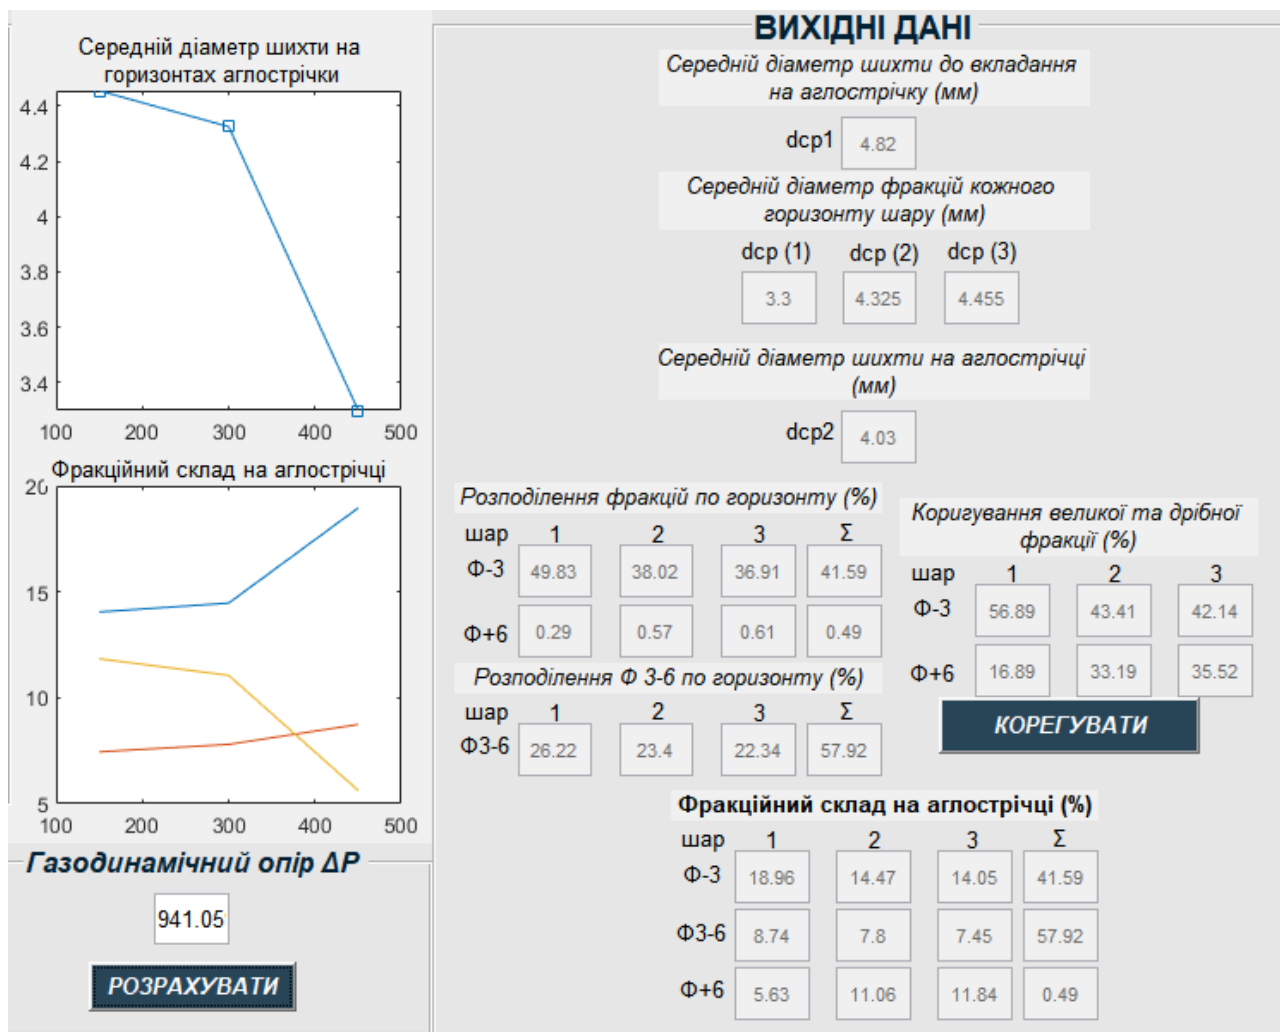 Середній діаметр шихти на
горизонтах аглострічки
4.4
4.2
4
3.8
3.6
3.4
100 200 300 400 500
Фракційний склад на аглострічці
20
15
10
5
100 200 300 400 500
Газодинамічний опір ΔP
941.05
РОЗРАХУВАТИ
ВИХІДНІ ДАНІ
Середній діаметр шихти до вкладання
на аглострічку (мм)
dcp1 4.82
Середній діаметр фракцій кожного
горизонту шару (мм)
dcp (1) dcp (2) dcp (3)
3.3 4.325 4.455
Середній діаметр шихти на аглострічці
(мм)
dcp2 4.03
Розподілення фракцій по горизонту (%)
шар 1 2 3 Σ
Ф-3 49.83 38.02 36.91 41.59
Ф+6 0.29 0.57 0.61 0.49
Розподілення Ф 3-6 по горизонту (%)
шар 1 2 3 Σ
Ф3-6 26.22 23.4 22.34 57.92
Коригування великої та дрібної
фракції (%)
шар 1 2 3
Ф-3 56.89 43.41 42.14
Ф+6 16.89 33.19 35.52
КОРЕГУВАТИ
Фракційний склад на аглострічці (%)
шар 1 2 3 Σ
Ф-3 18.96 14.47 14.05 41.59
Ф3-6 8.74 7.8 7.45 57.92
Ф+6 5.63 11.06 11.84 0.49